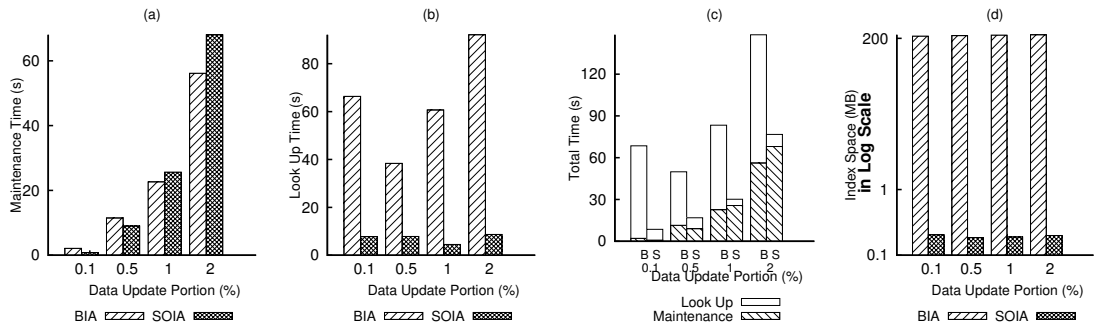 (a)
Maintenance Time (s)
60
40
20
0
0.1 0.5 1 2
Data Update Portion (%)
BIA SOIA
(b)
Look Up Time (s)
80
60
40
20
0
0.1 0.5 1 2
Data Update Portion (%)
BIA SOIA
(c)
Total Time (s)
120
90
60
30
0
B S B S B S B S
0.1 0.5 1 2
Data Update Portion (%)
Look Up
Maintenance
(d)
Index Space (MB)
in Log Scale
200
1
0.1
0.1 0.5 1 2
Data Update Portion (%)
BIA SOIA